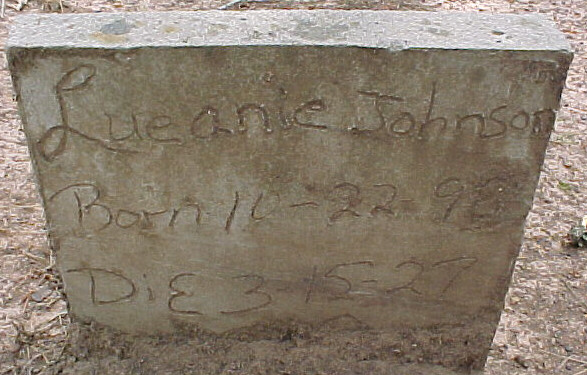 Lueanie Johnson
Born 10-22-98
DiE 3 15-27